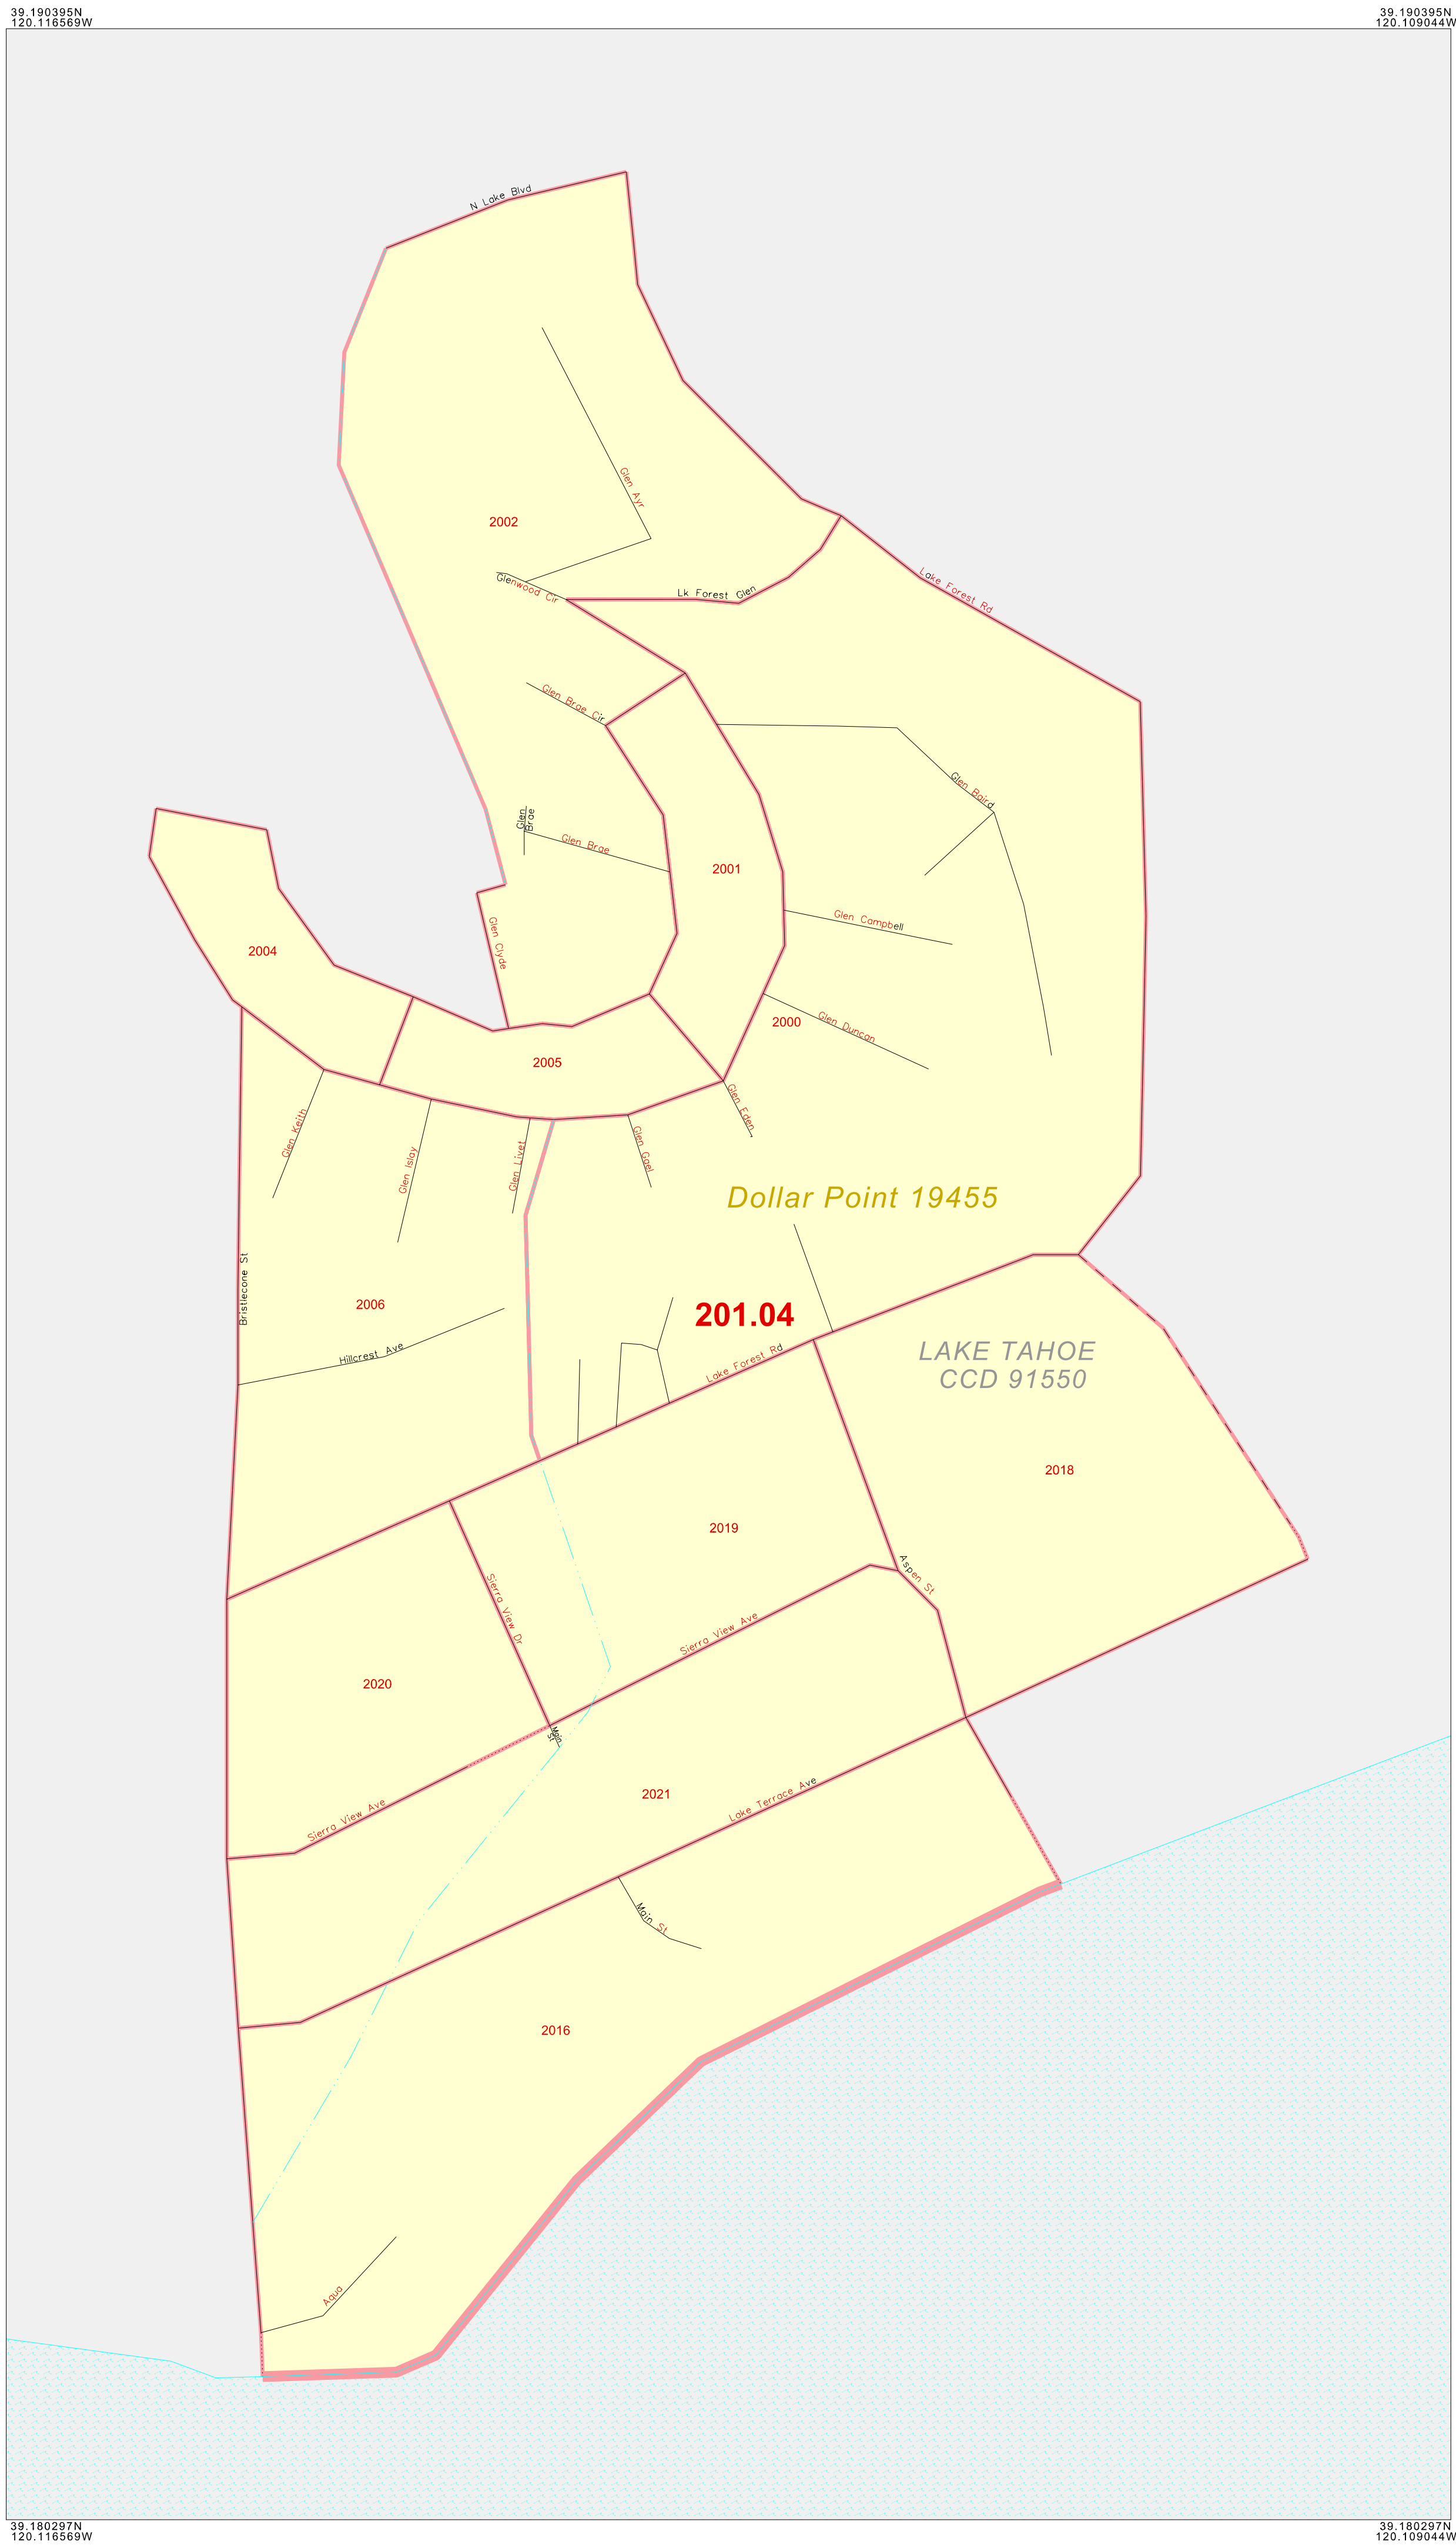 39.190395N
120.116569W
39.190395N
120.109044W
N Lake Blvd
Glen Ayr
2002
Glenwood Cir
Lk Forest Glen
Lake Forest Rd
Glen Brae Cir
Glen Baird
Glen
Brae
Glen Brae
2001
Glen Campbell
Glen Clyde
2004
2000
Glen Duncan
2005
Glen Eden
Glen Keith
Glen Islay
Glen Livet
Glen Gael
Dollar Point 19455
Bristlecone St
2006
201.04
Hillcrest Ave
Lake Forest Rd
LAKE TAHOE
CCD 91550
2018
2019
Aspen St
Sierra View Dr
Sierra View Ave
2020
Main
St
2021
Lake Terrace Ave
Sierra View Ave
Main St
2016
Aqua
39.180297N
120.116569W
39.180297N
120.109044W